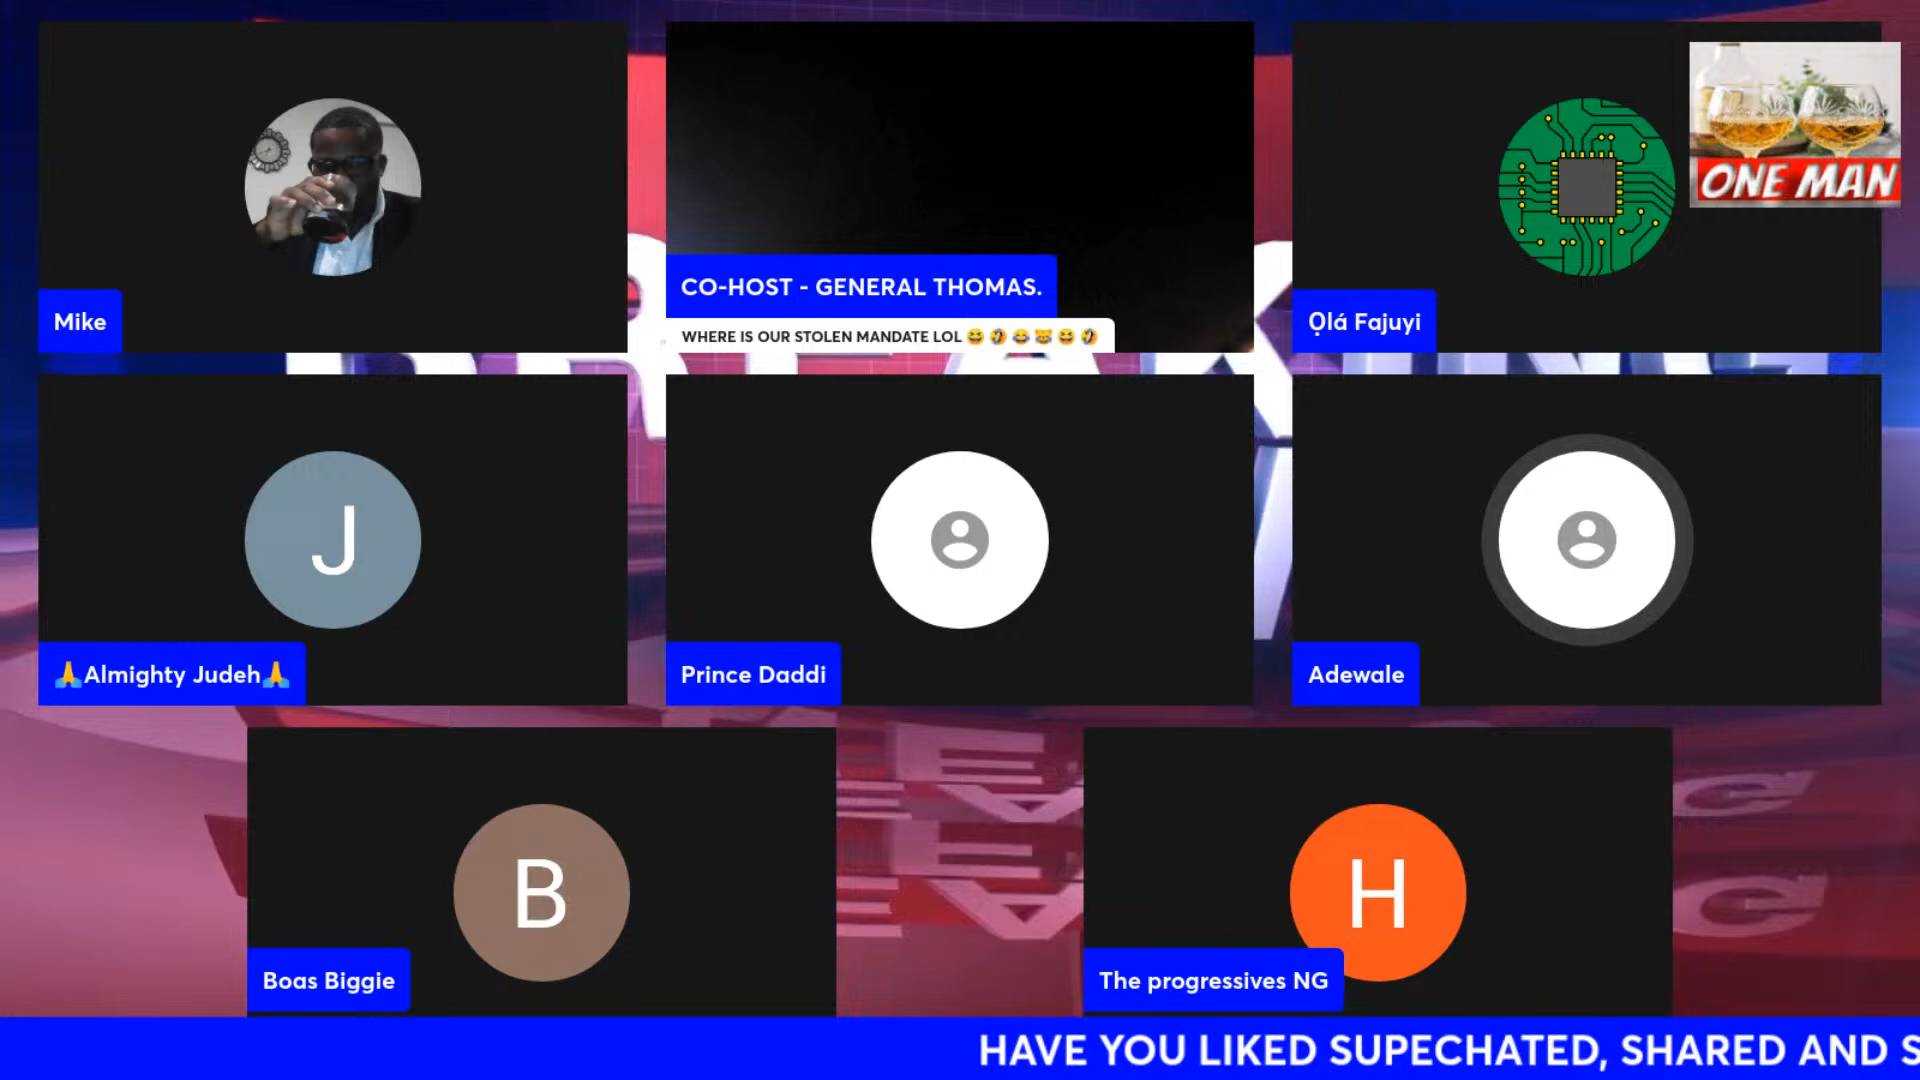 ONE MAN
Mike
CO-HOST - GENERAL THOMAS.
WHERE IS OUR STOLEN MANDATE LOL 😆 🤣 😂 😹 😆 🤣
Ọlá Fajuyi
J
🙏Almighty Judeh🙏
Prince Daddi
Adewale
B
Boas Biggie
H
The progressives NG
HAVE YOU LIKED SUPECHATED, SHARED AND S